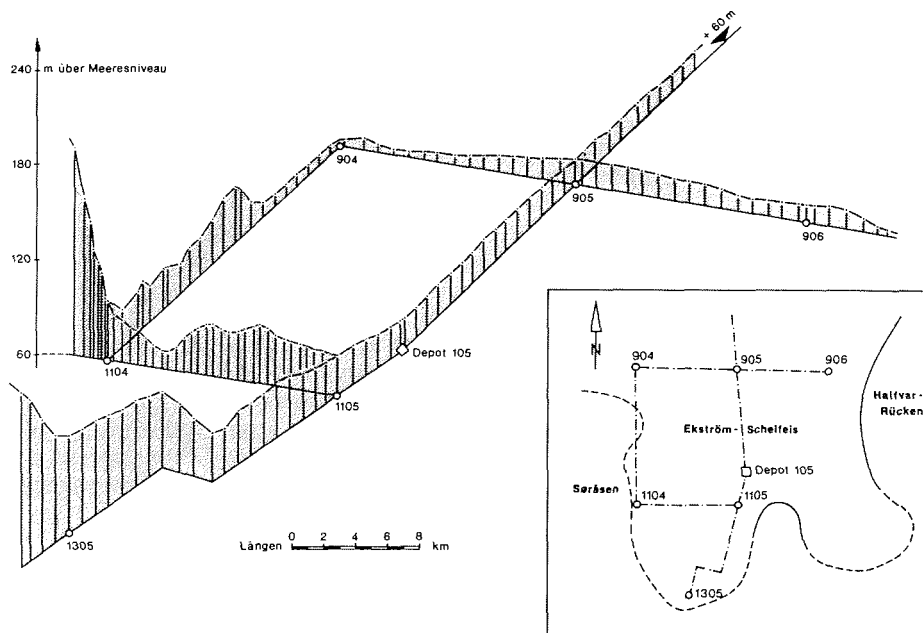 + 60 m
240 m über Meeresniveau
180
120
60
904
905
906
1104
Depot 105
1105
1305
Längen 0 2 4 6 8 km
N
904
905
906
Halfvar-
Rücken
Ekström-Schelfeis
Depot 105
Søråsen
1104
1105
1305